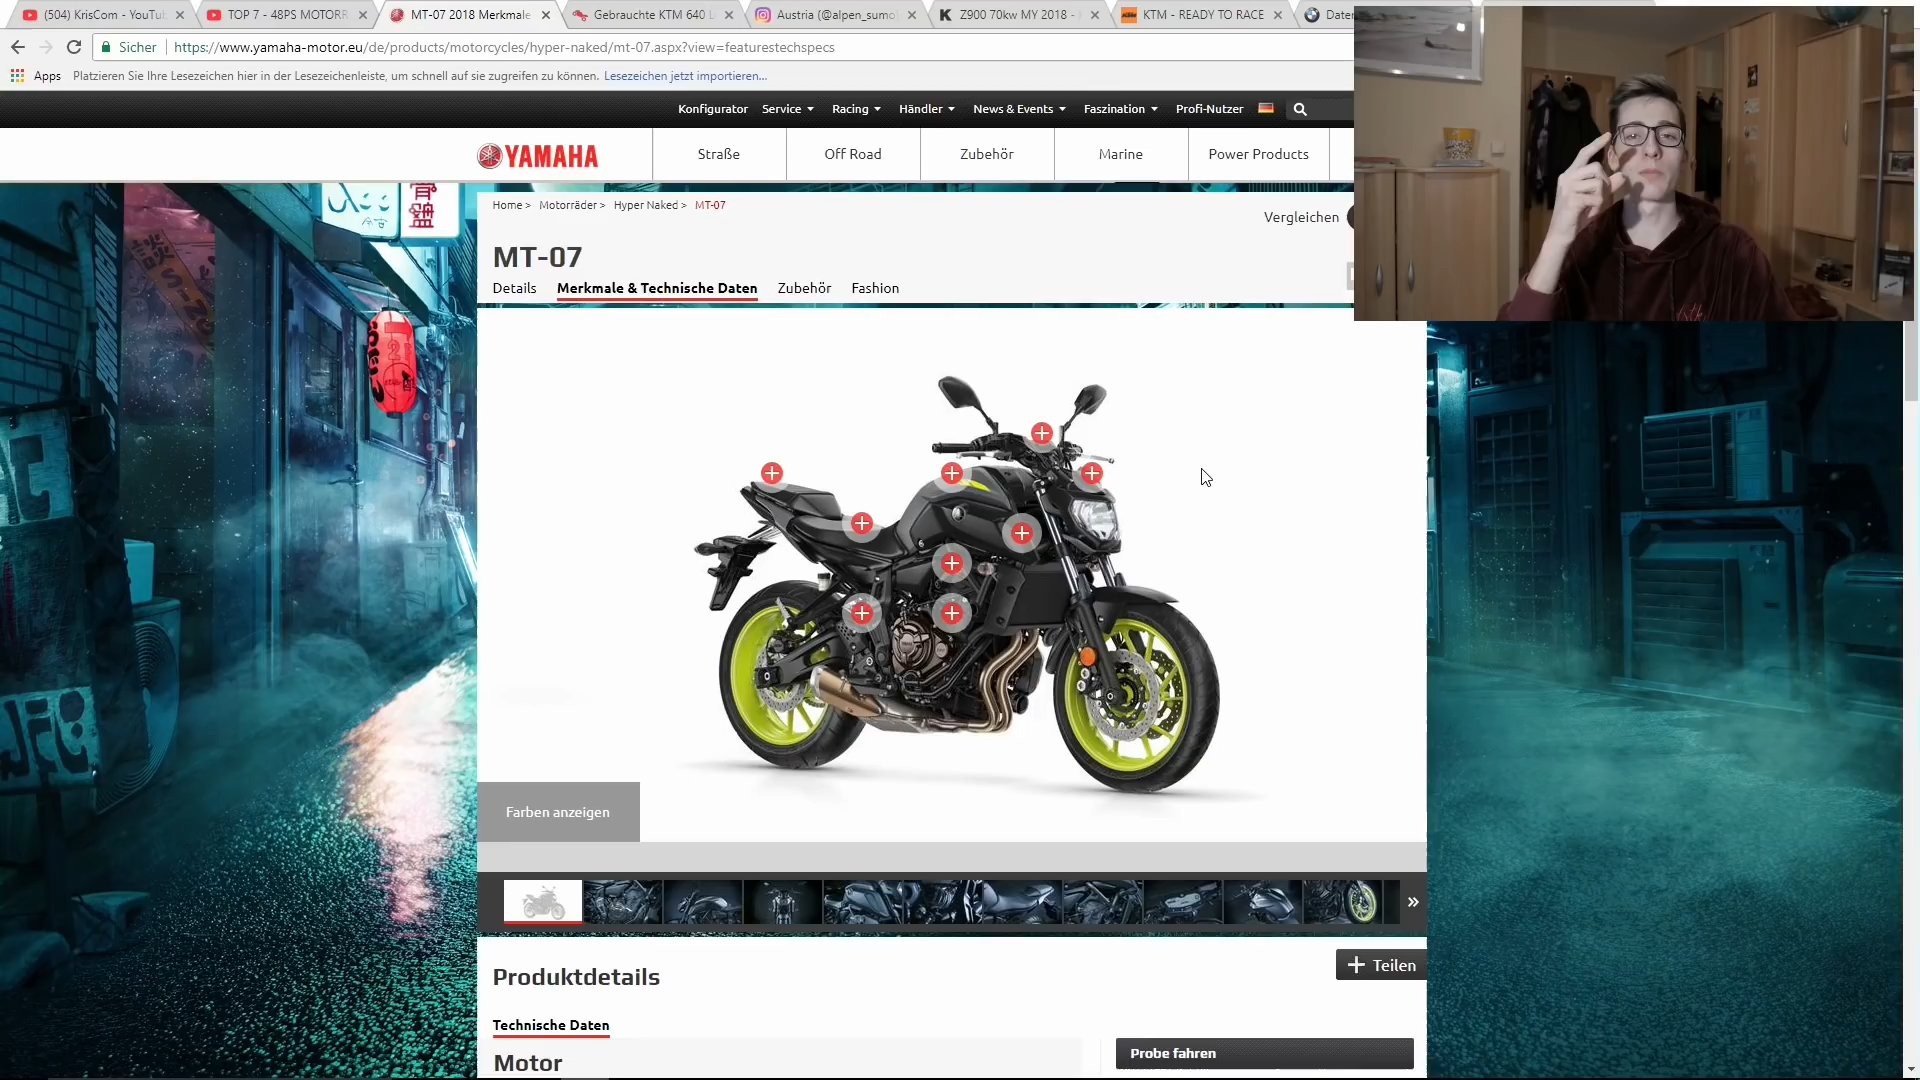 (504) KrisCom - YouTu
TOP 7 - 48PS MOTORR
MT-07 2018 Merkmale
Gebrauchte KTM 640 L
Austria (@alpen_sumo
Z900 70kw MY 2018 -
KTM - READY TO RACE
Daten
Sicher
https://www.yamaha-motor.eu/de/products/motorcycles/hyper-naked/mt-07.aspx?view=featurestechspecs
Apps
Platzieren Sie Ihre Lesezeichen hier in der Lesezeichenleiste, um schnell auf sie zugreifen zu können. Lesezeichen jetzt importieren...
Konfigurator Service Racing Händler News & Events Faszination Profi-Nutzer
YAMAHA
Straße
Off Road
Zubehör
Marine
Power Products
Home > Motorräder > Hyper Naked > MT-07
Vergleichen
MT-07
Details
Merkmale & Technische Daten
Zubehör
Fashion
Farben anzeigen
Produktdetails
Teilen
Technische Daten
Motor
Probe fahren